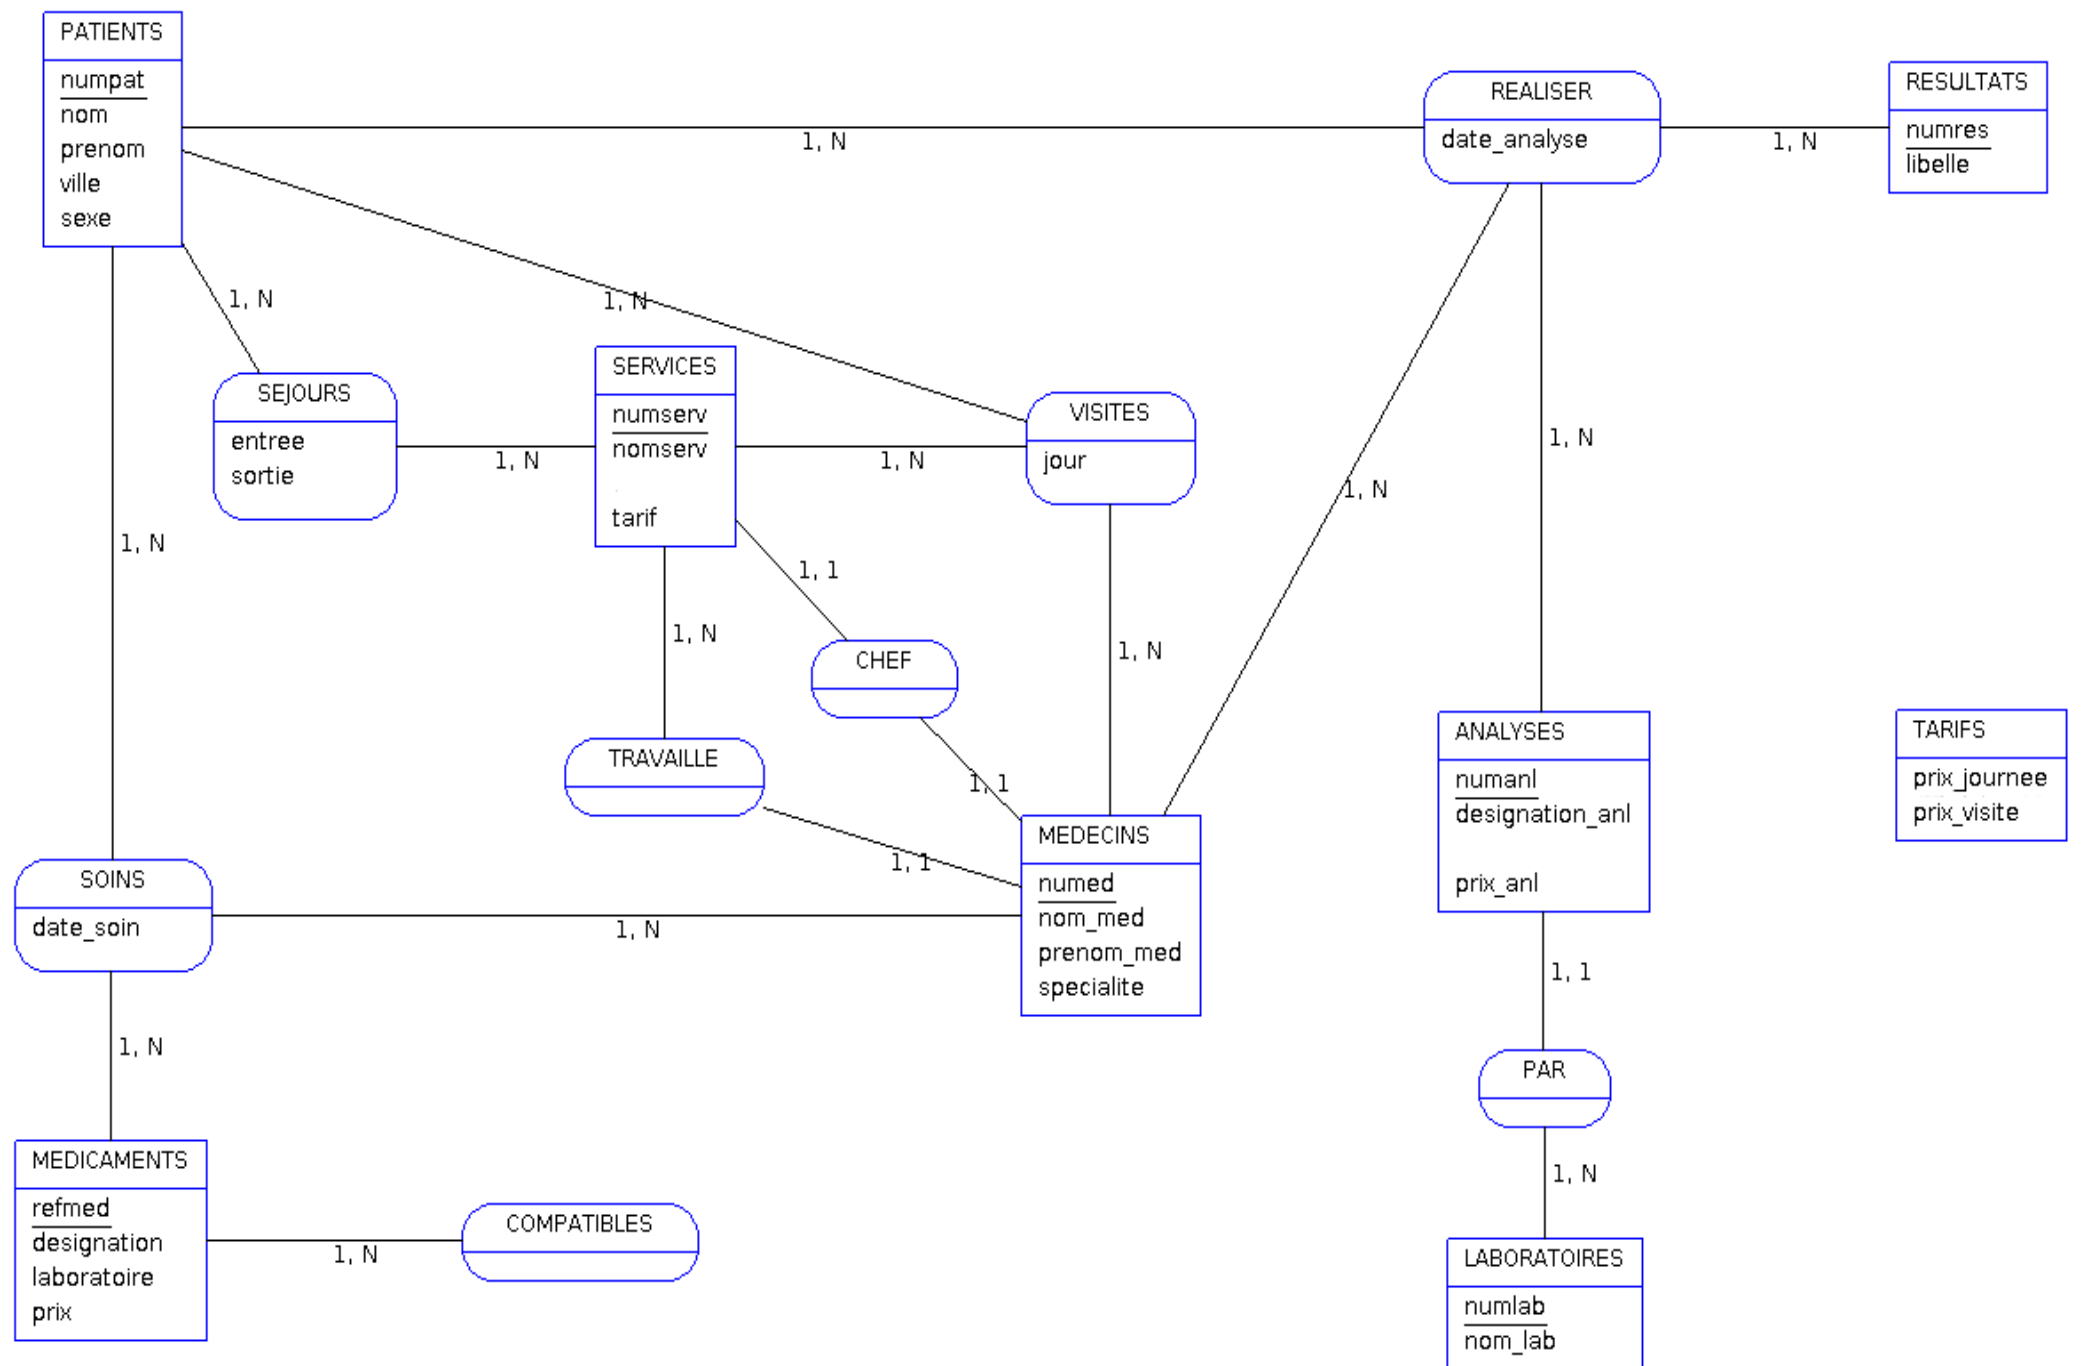 PATIENTS
numpat
nom
prenom
ville
sexe
1, N
REALISER
date_analyse
1, N
RESULTATS
numres
libelle
1, N
1, N
SEJOURS
entree
sortie
1, N
SERVICES
numserv
nomserv
tarif
1, N
VISITES
jour
1, N
1, N
1, N
1, 1
1, N
CHEF
1, N
TRAVAILLE
1, 1
1, 1
MEDECINS
numed
nom_med
prenom_med
specialite
ANALYSES
numanl
designation_anl
prix_anl
TARIFS
prix_journee
prix_visite
SOINS
date_soin
1, N
1, N
1, 1
PAR
1, N
MEDICAMENTS
refmed
designation
laboratoire
prix
1, N
COMPATIBLES
LABORATOIRES
numlab
nom_lab